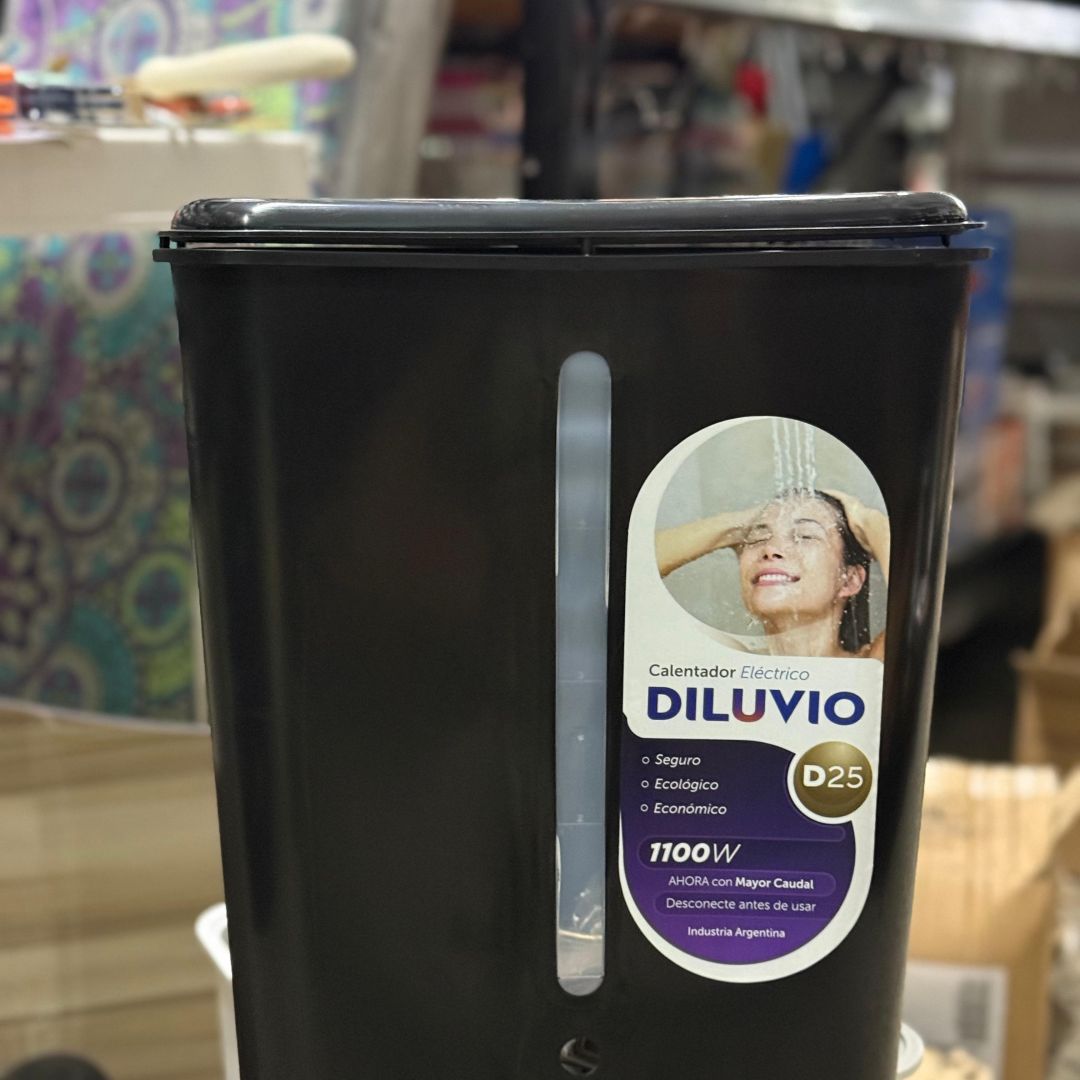 Calentador Eléctrico
DILUVIO
Seguro
Ecológico
Económico
D25
1100W
AHORA con Mayor Caudal
Desconecte antes de usar
Industria Argentina